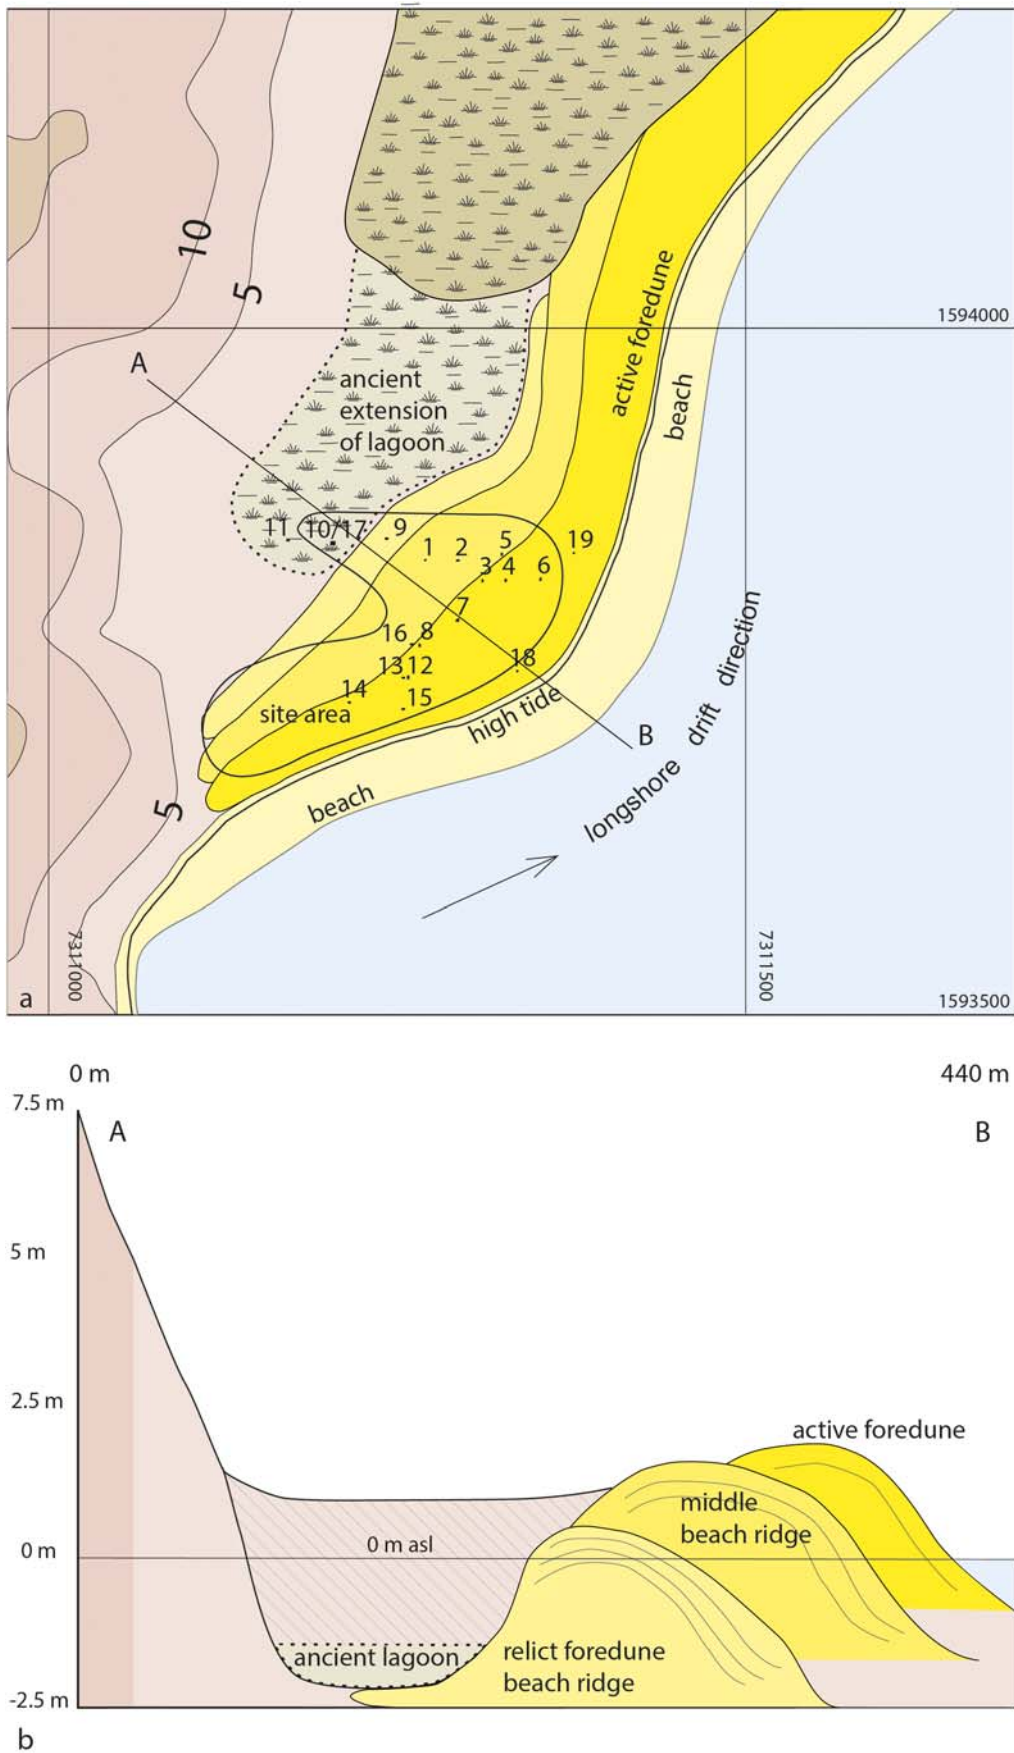 10
5
1594000
A
active foredune
beach
ancient
extension
of lagoon
11
10/17
9
1
2
5
19
3
4
6
7
16
8
13
12
18
14
15
site area
high tide
B
longshore drift direction
5
beach
7311000
7311500
a
1593500
0 m
440 m
7.5 m
A
B
5 m
2.5 m
active foredune
middle
beach ridge
0 m asl
0 m
ancient lagoon
relict foredune
beach ridge
-2.5 m
b